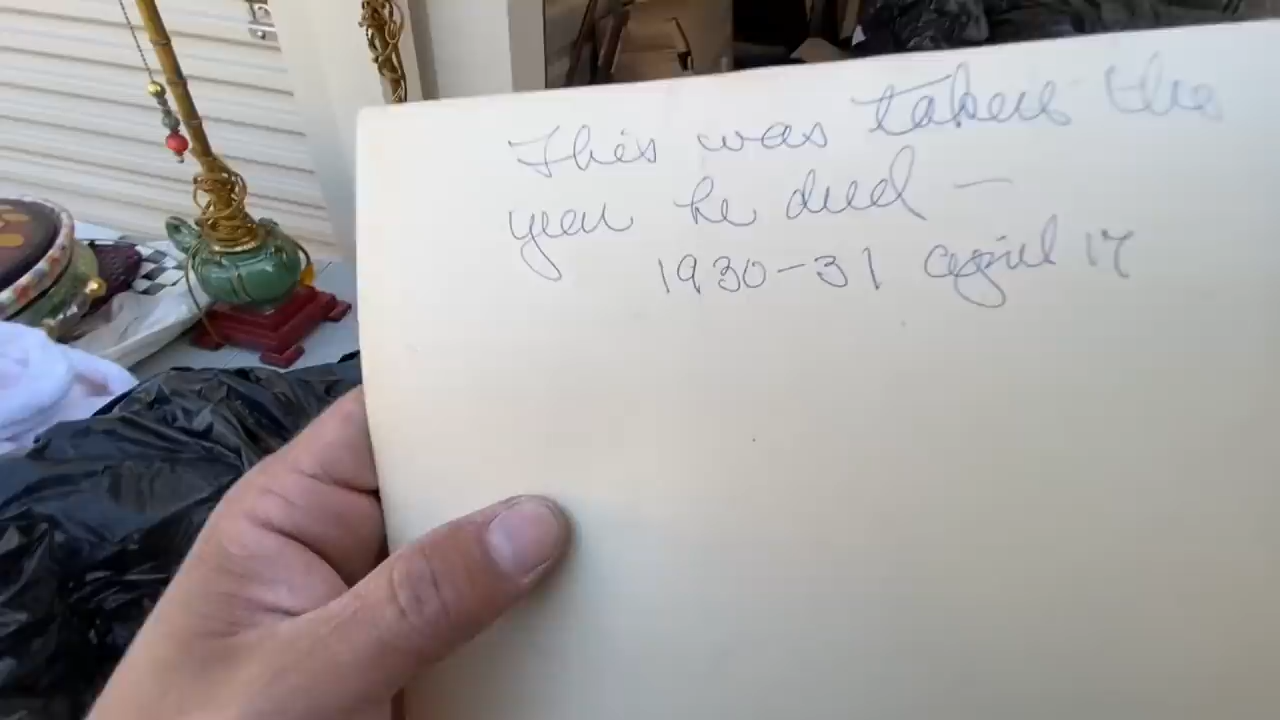 This was taken the
year he died —
1930-31 april 17